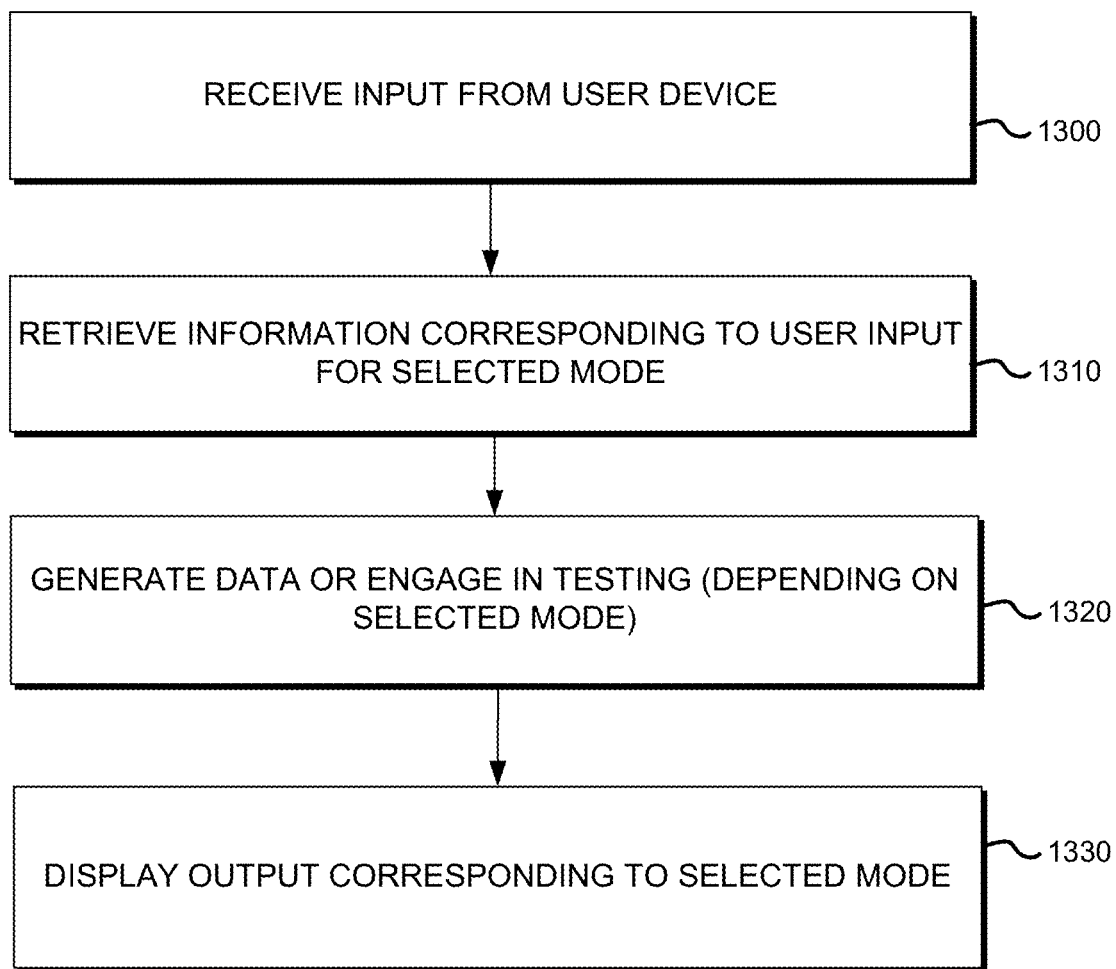 RECEIVE INPUT FROM USER DEVICE
1300
RETRIEVE INFORMATION CORRESPONDING TO USER INPUT
FOR SELECTED MODE
1310
GENERATE DATA OR ENGAGE IN TESTING (DEPENDING ON
SELECTED MODE)
1320
DISPLAY OUTPUT CORRESPONDING TO SELECTED MODE
1330